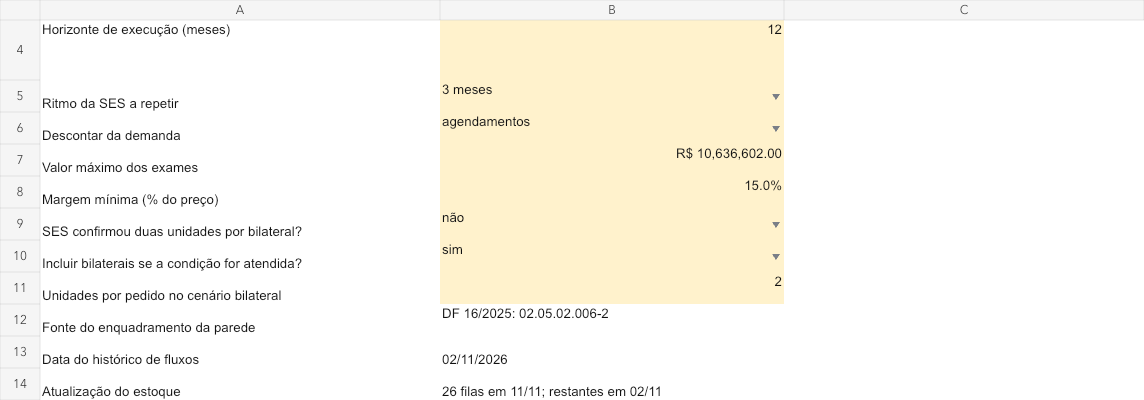 A B C
4 Horizonte de execução (meses) 12
5 Ritmo da SES a repetir 3 meses
6 Descontar da demanda agendamentos
7 Valor máximo dos exames R$ 10,636,602.00
8 Margem mínima (% do preço) 15.0%
9 SES confirmou duas unidades por bilateral? não
10 Incluir bilaterais se a condição for atendida? sim
11 Unidades por pedido no cenário bilateral 2
12 Fonte do enquadramento da parede DF 16/2025: 02.05.02.006-2
13 Data do histórico de fluxos 02/11/2026
14 Atualização do estoque 26 filas em 11/11; restantes em 02/11